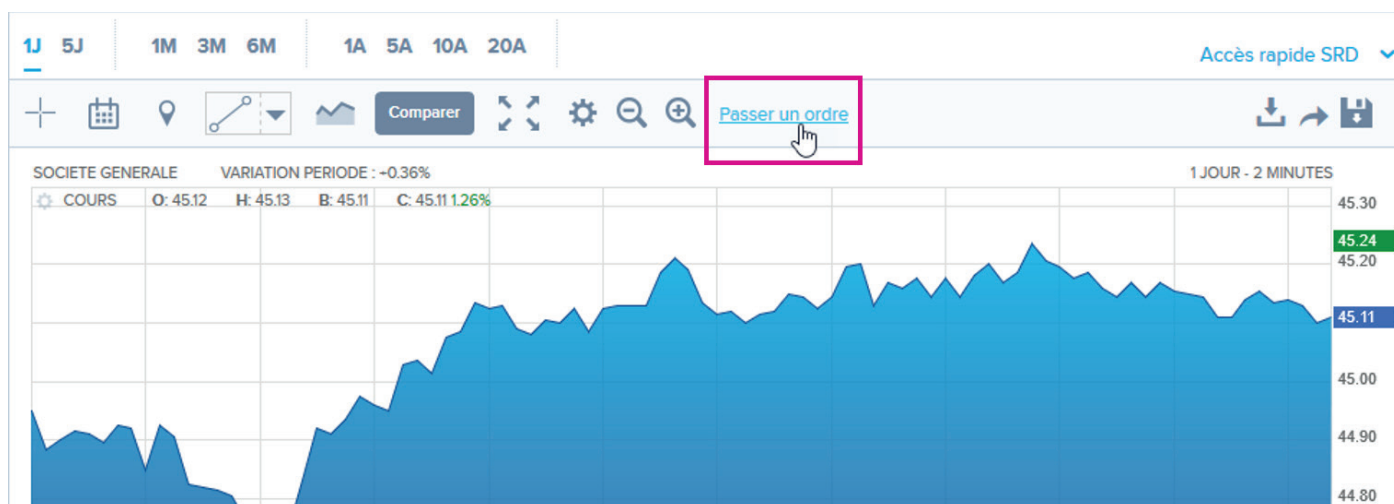 1J 5J 1M 3M 6M 1A 5A 10A 20A
Accès rapide SRD
Comparer
Passer un ordre
SOCIETE GENERALE VARIATION PERIODE : +0.36% 1 JOUR - 2 MINUTES
COURS O: 45.12 H: 45.13 B: 45.11 C: 45.11 1.26%
45.30
45.24
45.20
45.11
45.00
44.90
44.80